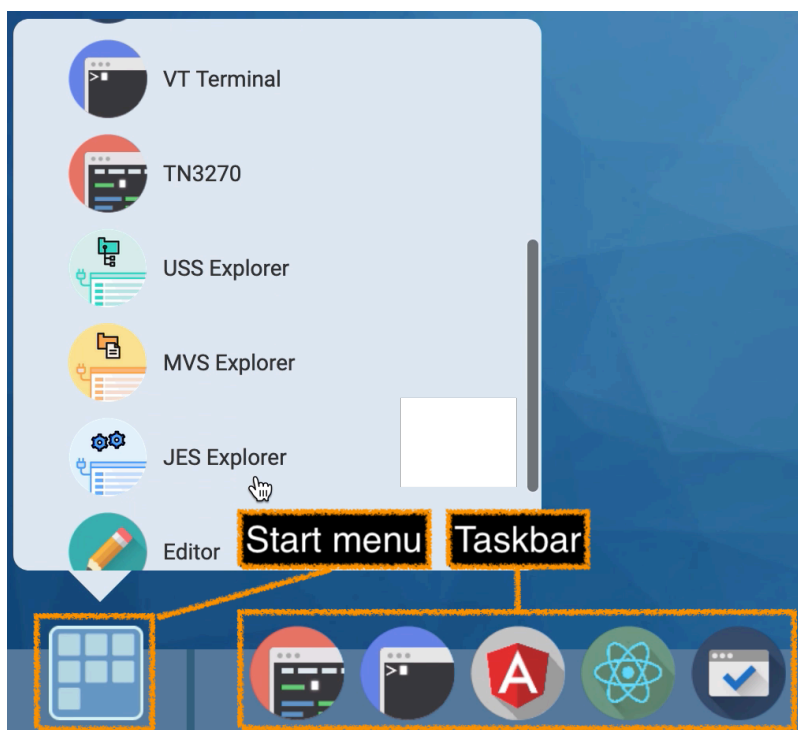 VT Terminal
TN3270
USS Explorer
MVS Explorer
JES Explorer
Editor
Start menu
Taskbar